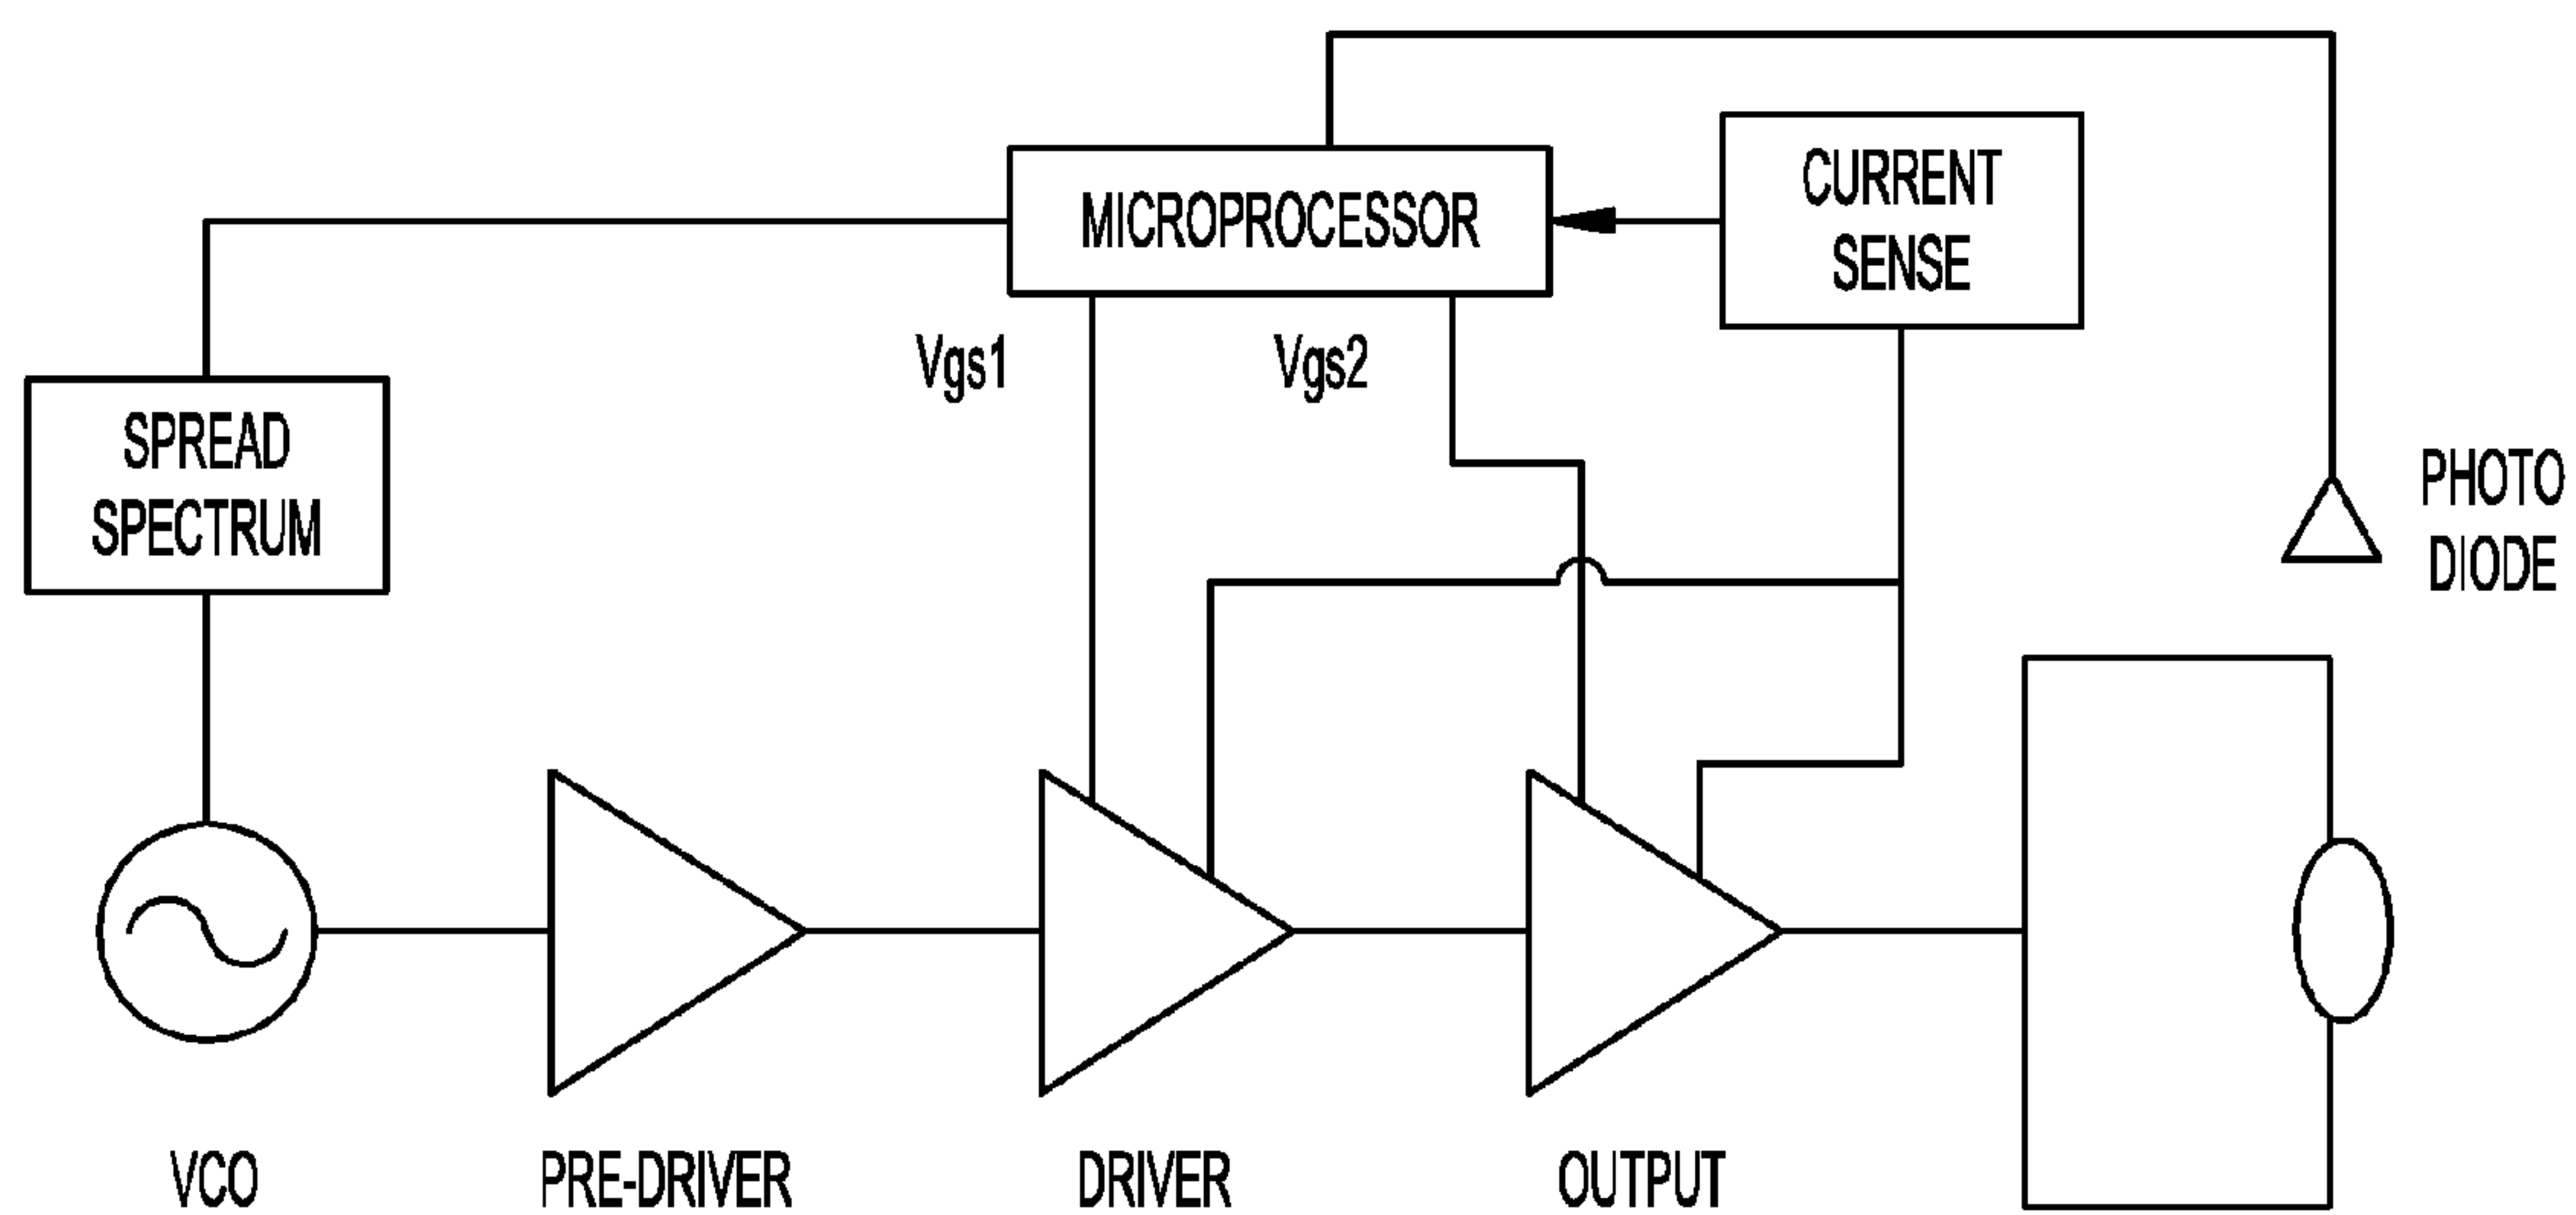 MICROPROCESSOR
CURRENT
SENSE
Vgs1
Vgs2
SPREAD
SPECTRUM
PHOTO
DIODE
VCO
PRE-DRIVER
DRIVER
OUTPUT